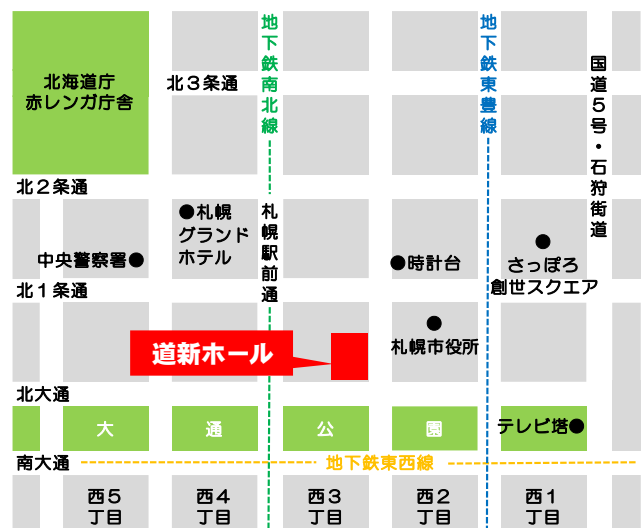 地下鉄南北線
地下鉄東豊線
国道5号・石狩街道
北海道庁
赤レンガ庁舎
北3条通
北2条通
●札幌
グランド
ホテル
札幌駅前通
中央警察署●
●時計台
さっぽろ
創世スクエア
北1条通
札幌市役所
道新ホール
北大通
大通公園
テレビ塔●
南大通
地下鉄東西線
西5
丁目
西4
丁目
西3
丁目
西2
丁目
西1
丁目